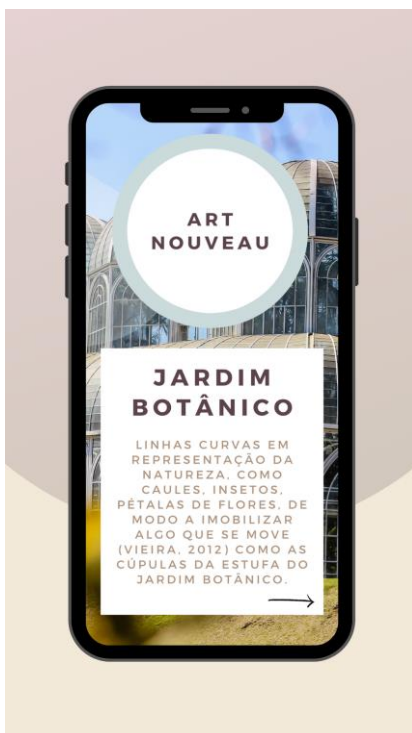 ART
NOUVEAU
JARDIM
BOTÂNICO
LINHAS CURVAS EM
REPRESENTAÇÃO DA
NATUREZA, COMO
CAULES, INSETOS,
PÉTALAS DE FLORES, DE
MODO A IMOBILIZAR
ALGO QUE SE MOVE
(VIEIRA, 2012) COMO AS
CÚPULAS DA ESTUFA DO
JARDIM BOTÂNICO.